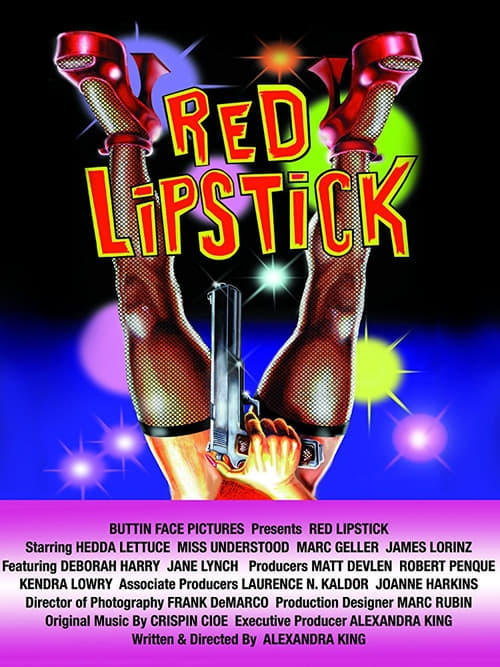 RED
LiPSTiCK
BUTTIN FACE PICTURES Presents RED LIPSTICK
Starring HEDDA LETTUCE MISS UNDERSTOOD MARC GELLER JAMES LORINZ
Featuring DEBORAH HARRY JANE LYNCH Producers MATT DEVLEN ROBERT PENQUE
KENDRA LOWRY Associate Producers LAURENCE N. KALDOR JOANNE HARKINS
Director of Photography FRANK DeMARCO Production Designer MARC RUBIN
Original Music By CRISPIN CIOE Executive Producer ALEXANDRA KING
Written & Directed By ALEXANDRA KING